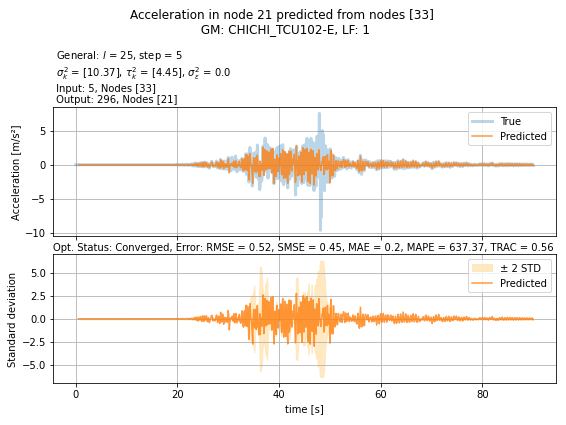 Acceleration in node 21 predicted from nodes [33]
GM: CHICHI_TCU102-E, LF: 1
General: l = 25, step = 5
σ²ₖ = [10.37], τ²ₖ = [4.45], σ²ε = 0.0
Input: 5, Nodes [33]
Output: 296, Nodes [21]
Acceleration [m/s²]
5
0
−5
−10
True
Predicted
Opt. Status: Converged, Error: RMSE = 0.52, SMSE = 0.45, MAE = 0.2, MAPE = 637.37, TRAC = 0.56
Standard deviation
5.0
2.5
0.0
−2.5
−5.0
± 2 STD
Predicted
0 20 40 60 80
time [s]